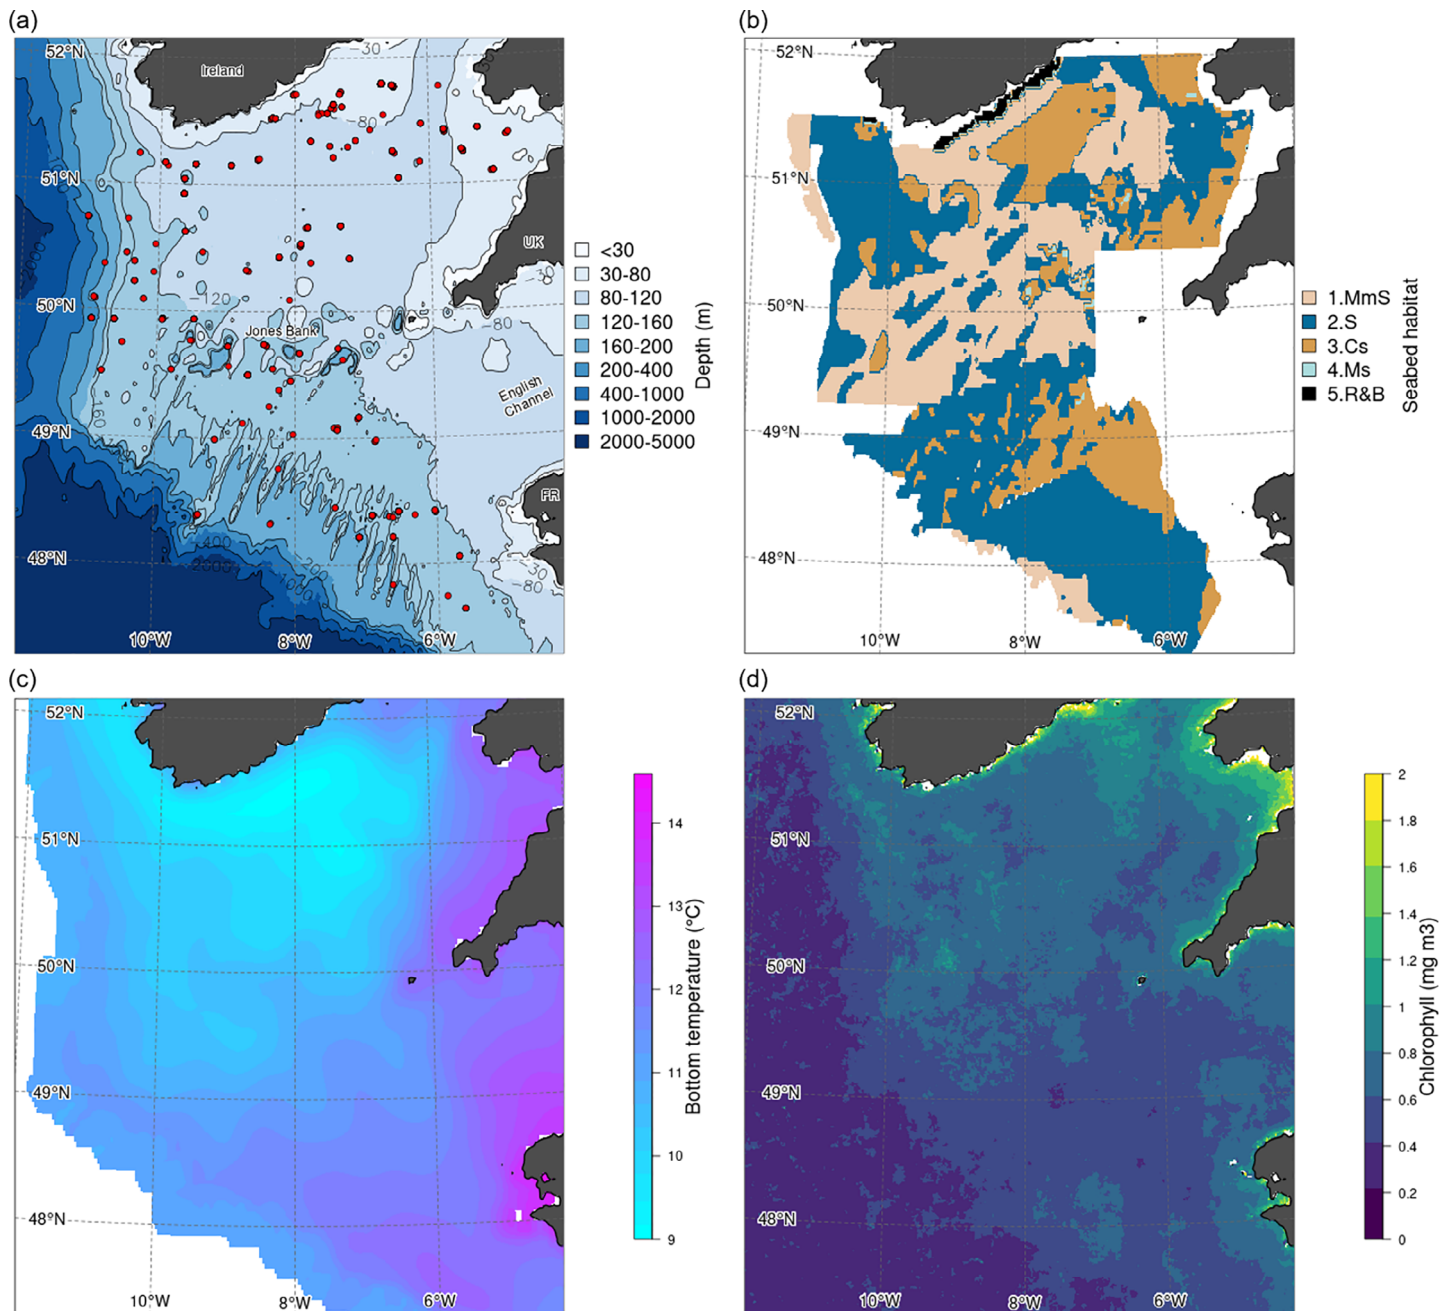 (a)
52°N
51°N
50°N
49°N
48°N
10°W
8°W
6°W
Ireland
UK
Jones Bank
English
Channel
FR
30
−80
−120
−80
30
30
−80
−400
−2000
<30
30-80
80-120
120-160
160-200
200-400
400-1000
1000-2000
2000-5000
Depth (m)
(b)
52°N
51°N
50°N
49°N
48°N
10°W
8°W
6°W
1.MmS
2.S
3.Cs
4.Ms
5.R&B
Seabed habitat
(c)
52°N
51°N
50°N
49°N
48°N
10°W
8°W
6°W
14
13
12
11
10
9
Bottom temperature (°C)
(d)
52°N
51°N
50°N
49°N
48°N
10°W
8°W
6°W
2
1.8
1.6
1.4
1.2
1
0.8
0.6
0.4
0.2
0
Chlorophyll (mg m3)